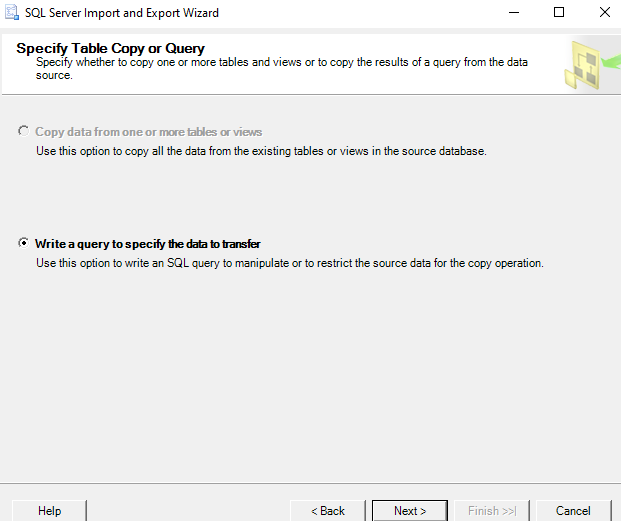 SQL Server Import and Export Wizard
Specify Table Copy or Query
Specify whether to copy one or more tables and views or to copy the results of a query from the data
source.
Copy data from one or more tables or views
Use this option to copy all the data from the existing tables or views in the source database.
Write a query to specify the data to transfer
Use this option to write an SQL query to manipulate or to restrict the source data for the copy operation.
Help < Back Next > Finish >>| Cancel